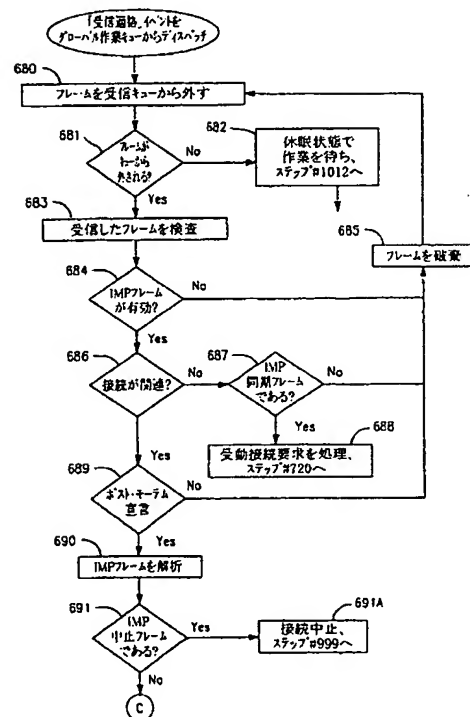 「受信連絡」イベントを
グローバル作業キューからディスパッチ
680
フレームを受信キューから外す
681
フレームが
キューから
外される?
No
682
休眠状態で
作業を待ち、
ステップ#1012へ
Yes
683
受信したフレームを検査
685
フレームを破棄
684
IMPフレーム
が有効?
No
Yes
686
接続が関連?
No
687
IMP
同期フレーム
である?
No
Yes
688
受動接続要求を処理、
ステップ#720へ
Yes
689
ポスト・モーテム
宣言
No
690
Yes
IMPフレームを解析
691
IMP
中止フレーム
である?
Yes
691A
接続中止、
ステップ#999へ
No
C